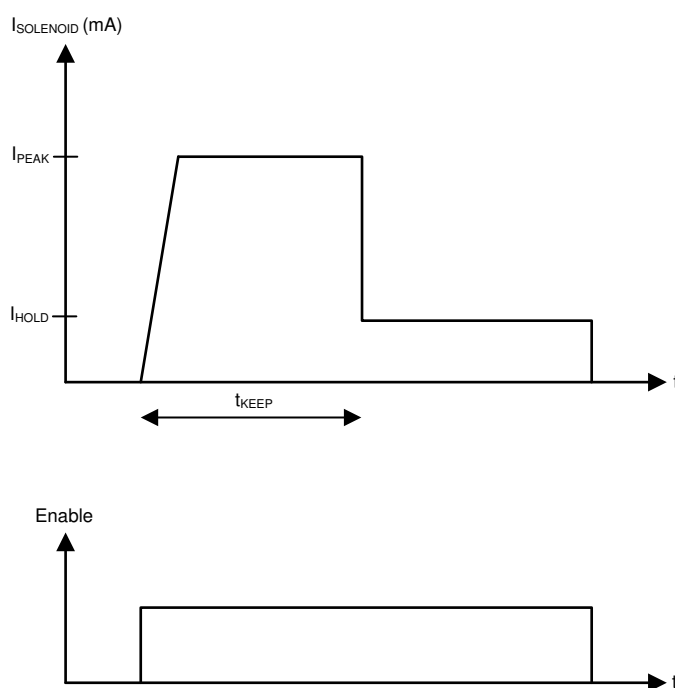 ISOLENOID (mA)
IPEAK
IHOLD
t
tKEEP
Enable
t